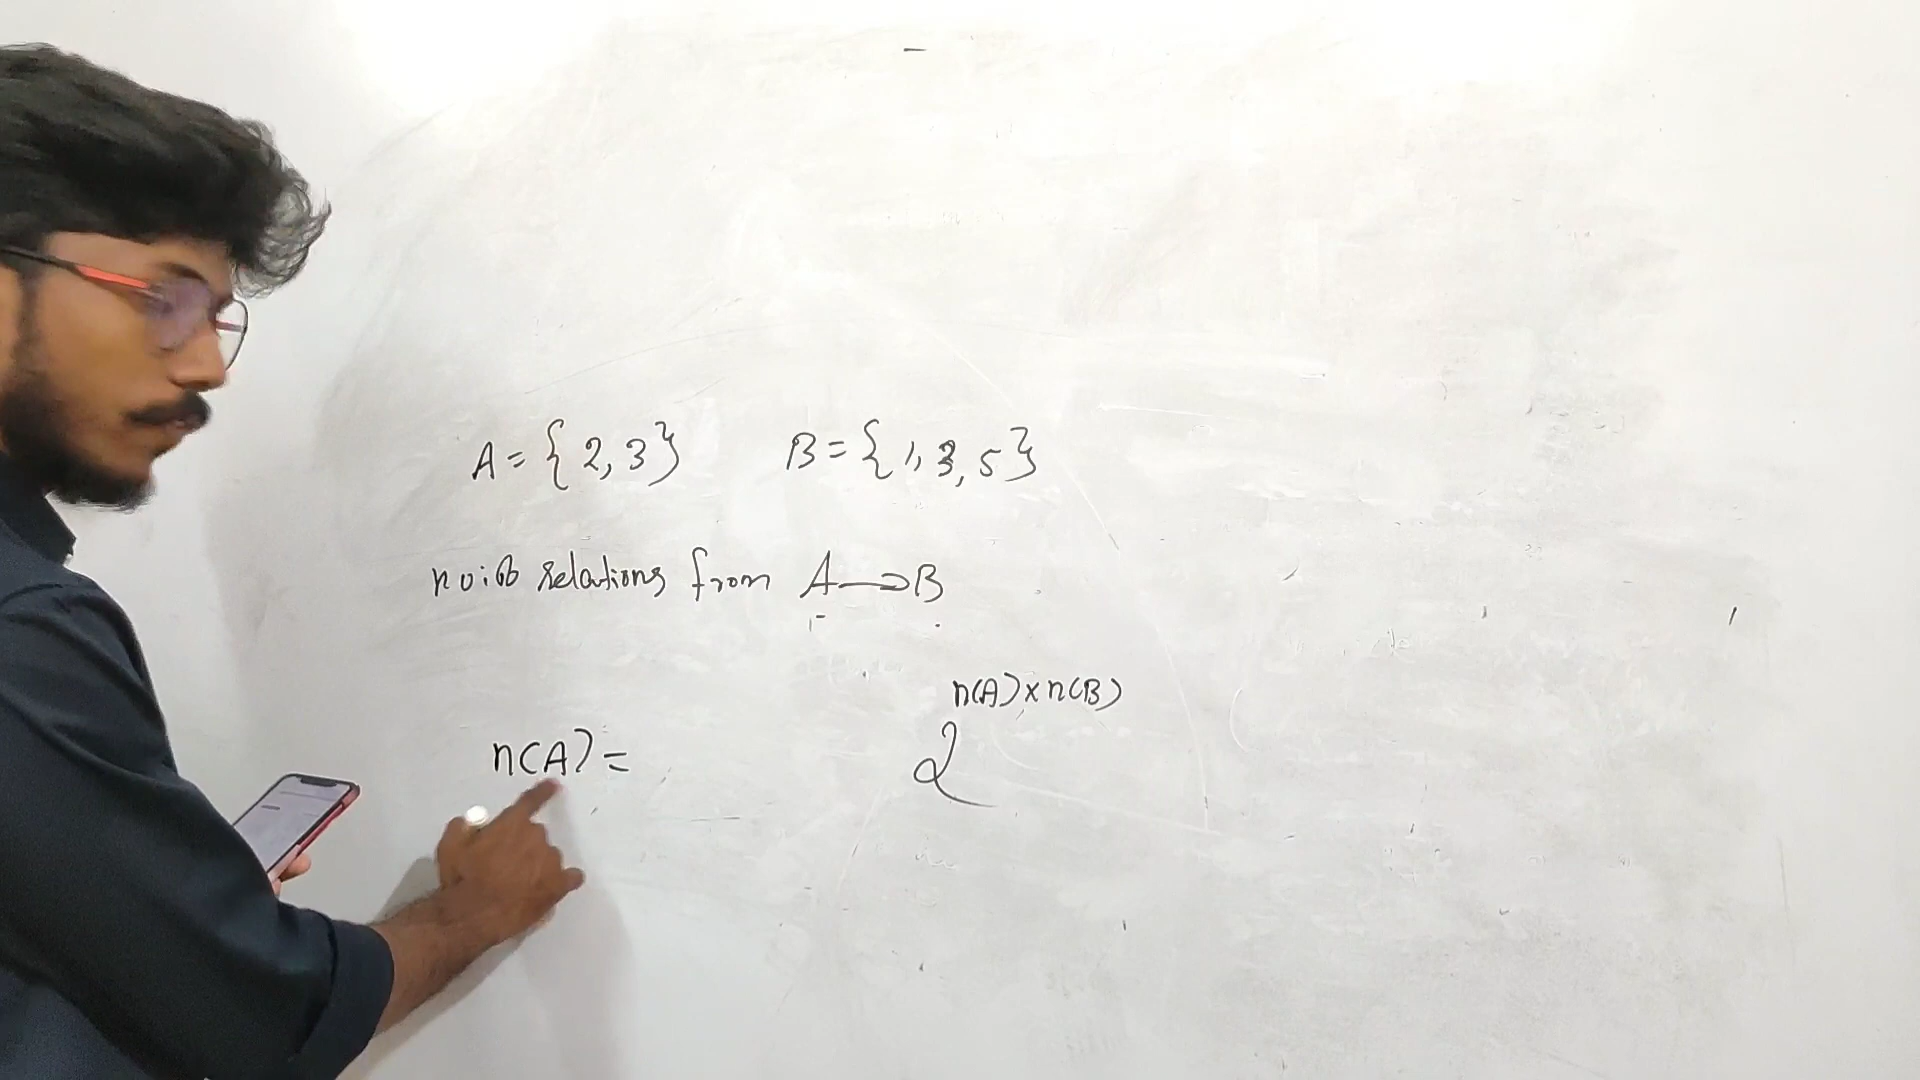 A = { 2, 3 } B = { 1, 3, 5 }
no: of relations from A → B
n(A) = 2^n(A) × n(B)